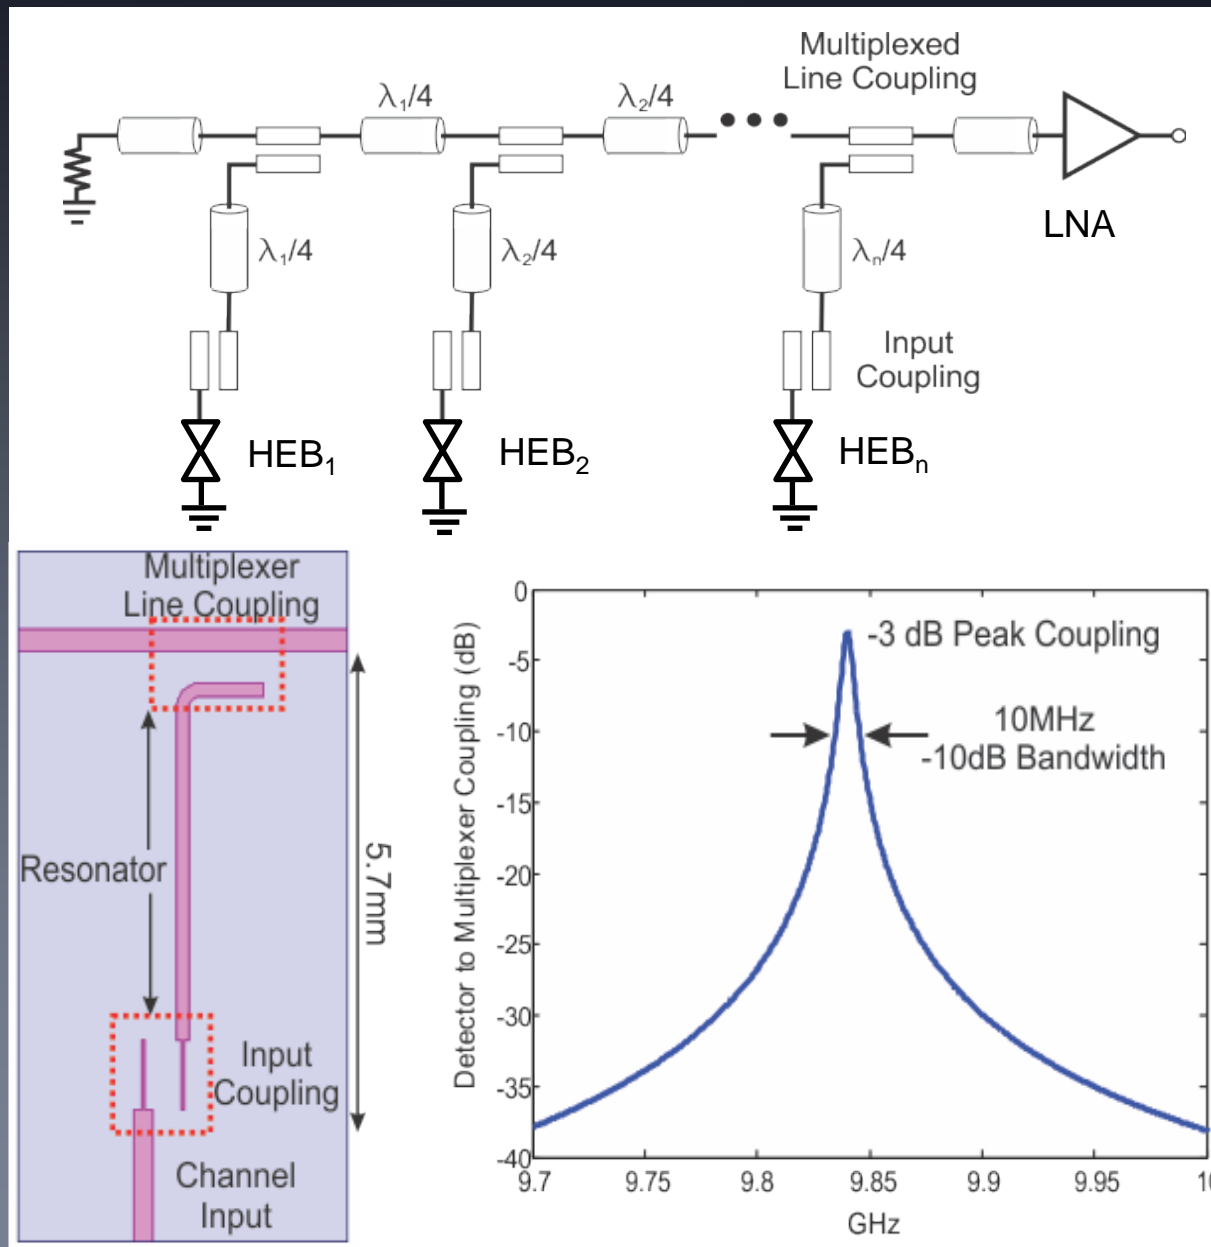 Multiplexed
Line Coupling
λ₁/4
λ₂/4
LNA
λ₁/4
λ₂/4
λₙ/4
Input
Coupling
HEB₁
HEB₂
HEBₙ
Multiplexer
Line Coupling
Resonator
5.7mm
Input
Coupling
Channel
Input
Detector to Multiplexer Coupling (dB)
0
-5
-10
-15
-20
-25
-30
-35
-40
-3 dB Peak Coupling
10MHz
-10dB Bandwidth
9.7
9.75
9.8
9.85
9.9
9.95
10
GHz